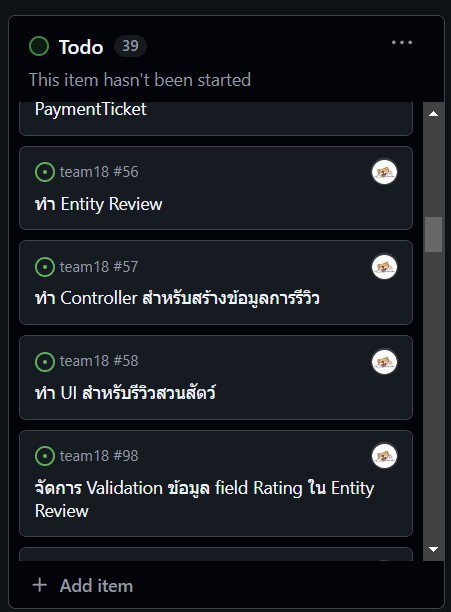 Todo 39
This item hasn't been started
PaymentTicket
team18 #56
ทำ Entity Review
team18 #57
ทำ Controller สำหรับสร้างข้อมูลการรีวิว
team18 #58
ทำ UI สำหรับรีวิวสวนสัตว์
team18 #98
จัดการ Validation ข้อมูล field Rating ใน Entity
Review
Add item